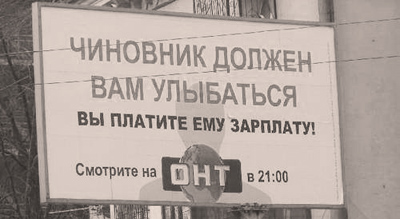 ЧИНОВНИК ДОЛЖЕН
ВАМ УЛЫБАТЬСЯ
ВЫ ПЛАТИТЕ ЕМУ ЗАРПЛАТУ!
Смотрите на ОНТ в 21:00